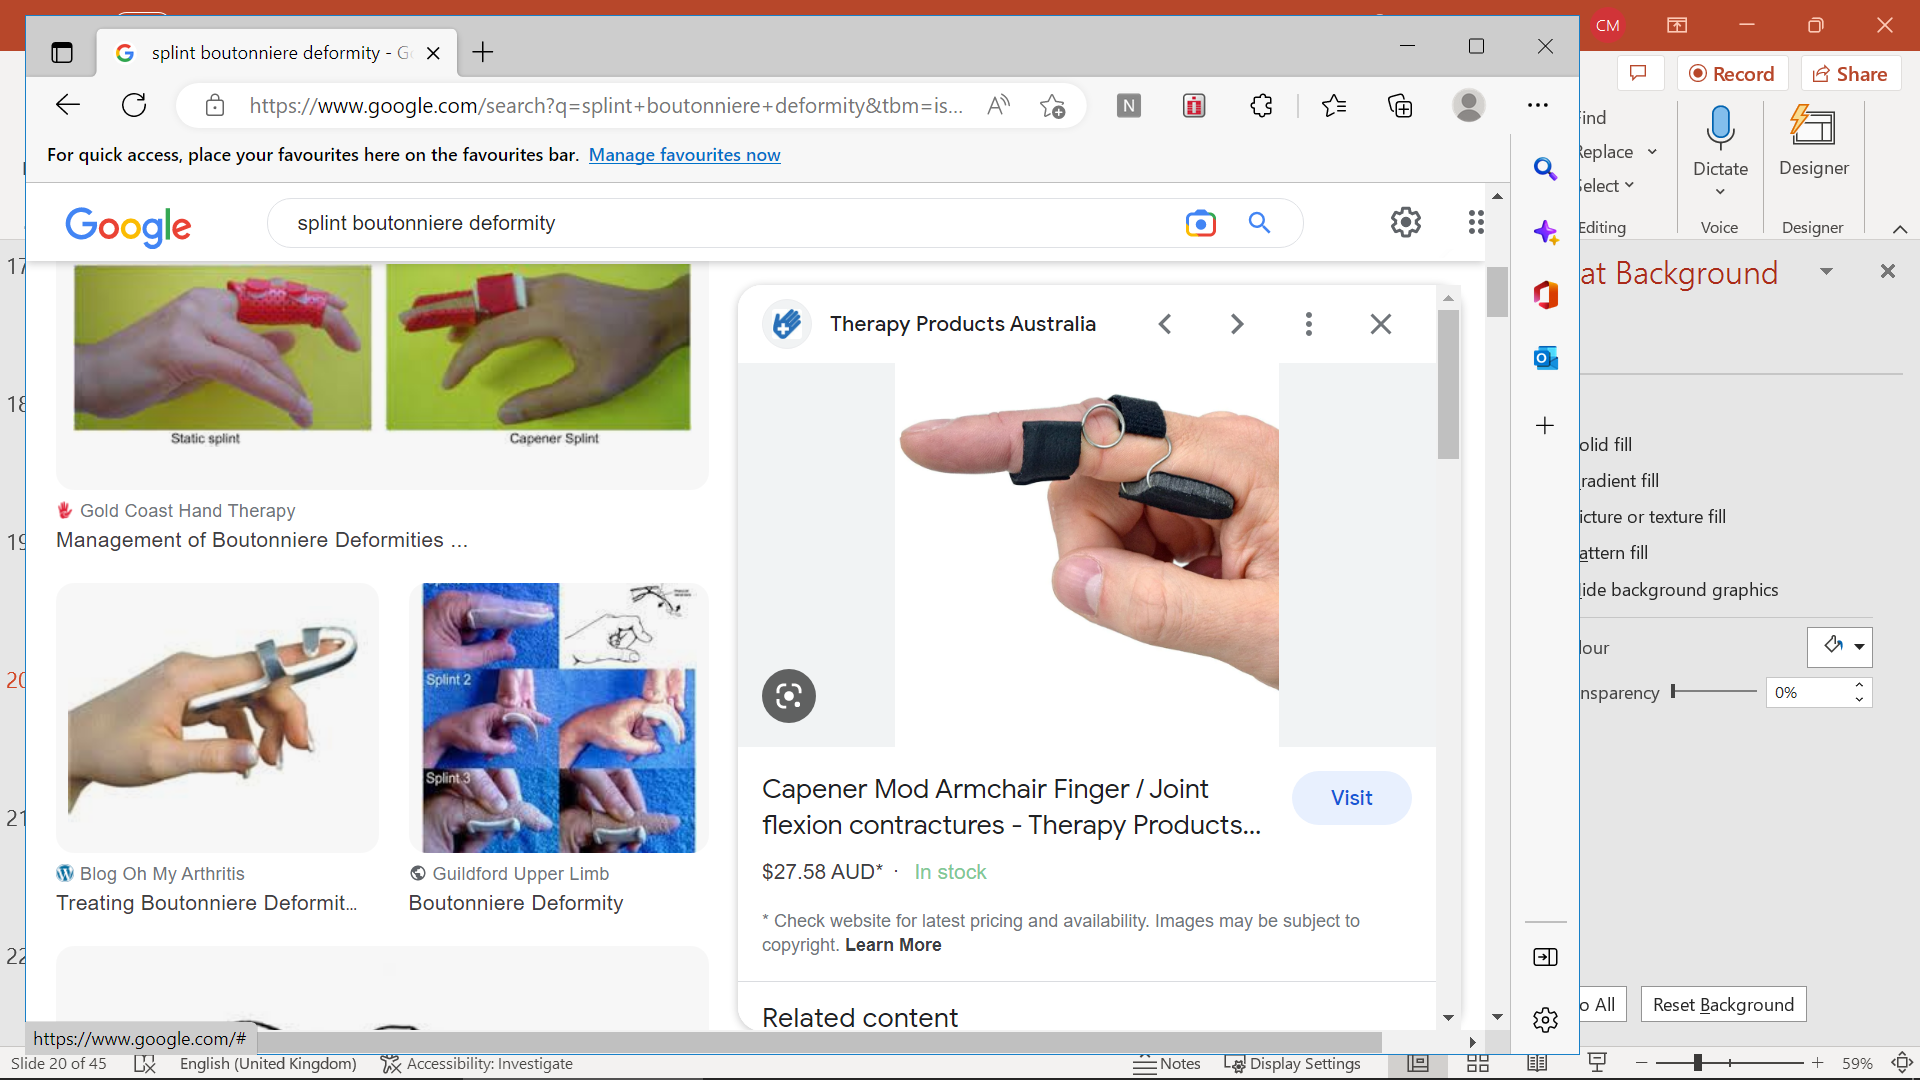 CM
splint boutonniere deformity - G
https://www.google.com/search?q=splint+boutonniere+deformity&tbm=is...
N
For quick access, place your favourites here on the favourites bar. Manage favourites now
Google
splint boutonniere deformity
Record
Share
ind
Replace
elect
Editing
Dictate
Voice
Designer
Designer
17
18
19
20
21
22
Static splint
Capener Splint
Gold Coast Hand Therapy
Management of Boutonniere Deformities ...
Splint 2
Splint 3
Blog Oh My Arthritis
Treating Boutonniere Deformit...
Guildford Upper Limb
Boutonniere Deformity
Therapy Products Australia
Capener Mod Armchair Finger / Joint
flexion contractures - Therapy Products...
Visit
$27.58 AUD* · In stock
* Check website for latest pricing and availability. Images may be subject to
copyright. Learn More
Related content
at Background
olid fill
radient fill
icture or texture fill
attern fill
ide background graphics
lour
nsparency
0%
o All
Reset Background
https://www.google.com/#
Slide 20 of 45
English (United Kingdom)
Accessibility: Investigate
Notes
Display Settings
59%